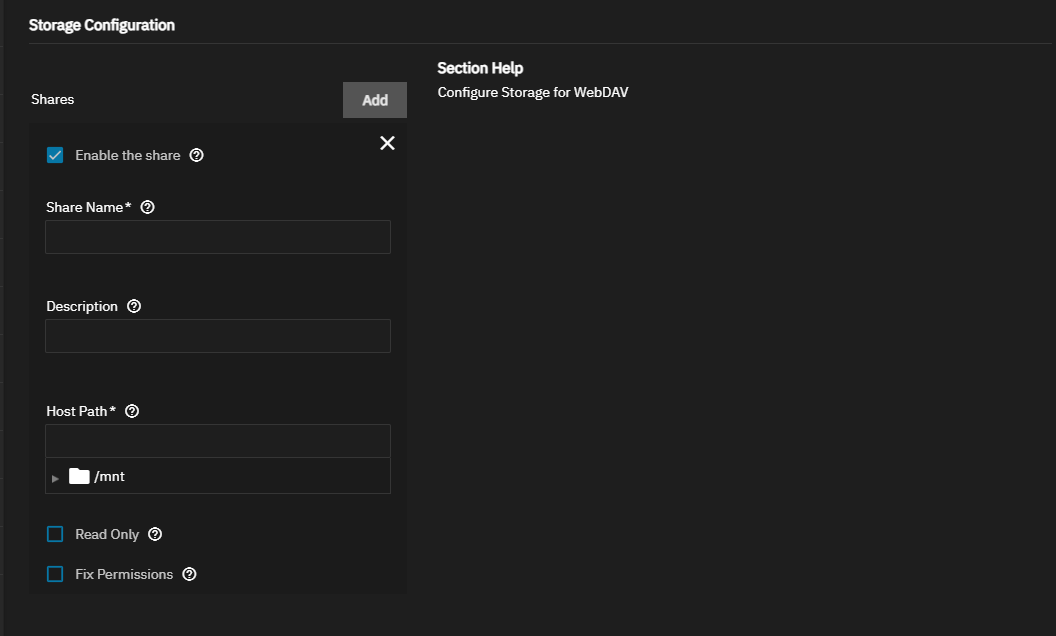 Storage Configuration
Section Help
Configure Storage for WebDAV
Shares
Add
Enable the share
Share Name*
Description
Host Path*
/mnt
Read Only
Fix Permissions